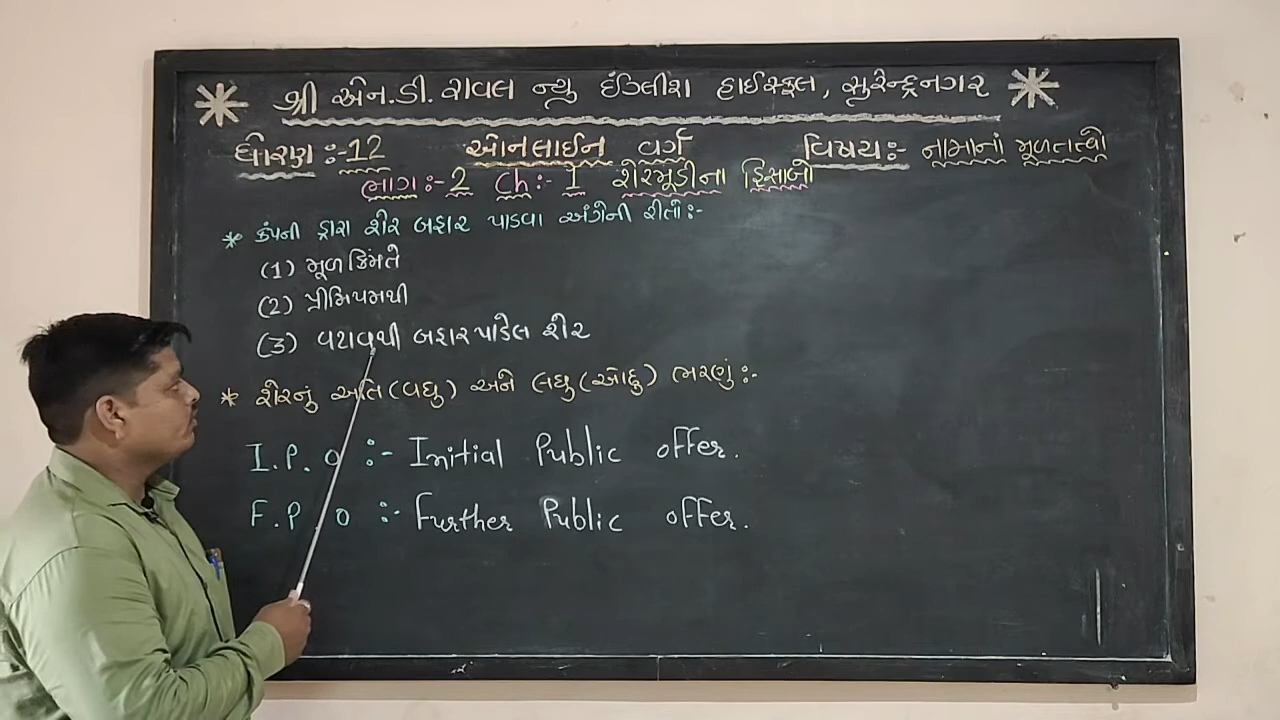 શ્રી એન.ડી. રાવલ ન્યુ ઇંગ્લીશ હાઈસ્કૂલ, સુરેન્દ્રનગર
ધોરણ :- 12 ઓનલાઈન વર્ગ વિષય :- નામાનાં મૂળતત્વો
ભાગ :- 2 Ch :- 1 શેરમૂડીના હિસાબો
* કંપની દ્વારા શેર બહાર પાડવા અંગેની રીતો :-
(1) મૂળ કિંમતે
(2) પ્રીમિયમથી
(3) વટાવથી બહાર પાડેલ શેર
* શેરનું અતિ (વધુ) અને લઘુ (ઓછુ) ભરણું :-
I.P.O :- Initial Public offer.
F.P.O :- Further Public offer.